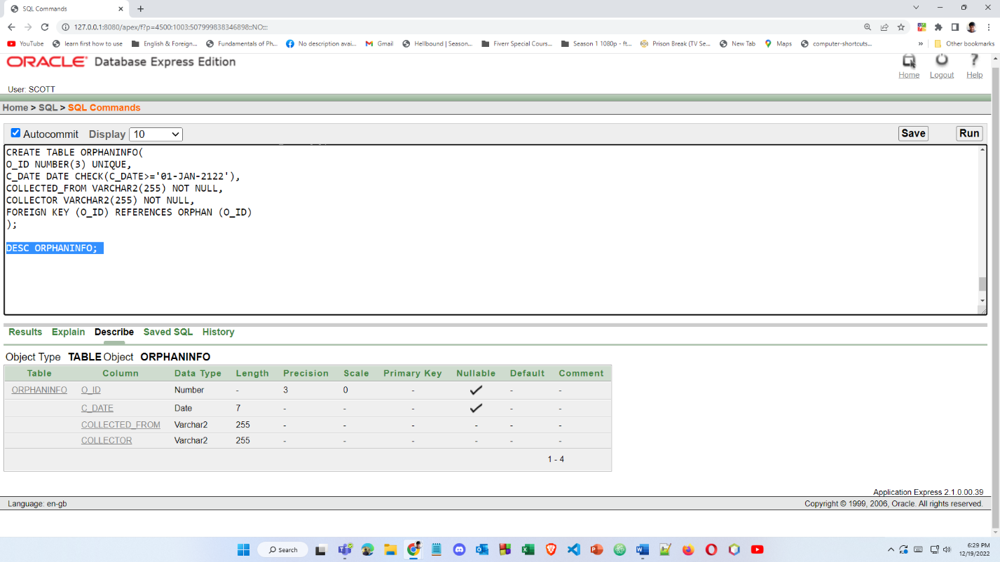 SQL Commands
127.0.0.1:8080/apex/f?p=4500:1003:507999838346898::NO:::
YouTube learn first how to use English & Foreign... Fundamentals of Ph... No description avai... Gmail Hellbound | Season... Fiverr Special Cours... Season 1 1080p - ft... Prison Break (TV Se... New Tab Maps computer-shortcuts... » Other bookmarks
ORACLE Database Express Edition
Home Logout Help
User: SCOTT
Home > SQL > SQL Commands
Autocommit Display 10 Save Run
CREATE TABLE ORPHANINFO(
O_ID NUMBER(3) UNIQUE,
C_DATE DATE CHECK(C_DATE>='01-JAN-2122'),
COLLECTED_FROM VARCHAR2(255) NOT NULL,
COLLECTOR VARCHAR2(255) NOT NULL,
FOREIGN KEY (O_ID) REFERENCES ORPHAN (O_ID)
);
DESC ORPHANINFO;
Results Explain Describe Saved SQL History
Object Type TABLE Object ORPHANINFO
Table Column Data Type Length Precision Scale Primary Key Nullable Default Comment
ORPHANINFO O_ID Number - 3 0 - ✓ - -
C_DATE Date 7 - - - ✓ - -
COLLECTED_FROM Varchar2 255 - - - - - -
COLLECTOR Varchar2 255 - - - - - -
1 - 4
Application Express 2.1.0.00.39
Language: en-gb Copyright © 1999, 2006, Oracle. All rights reserved.
Search
6:29 PM
12/19/2022